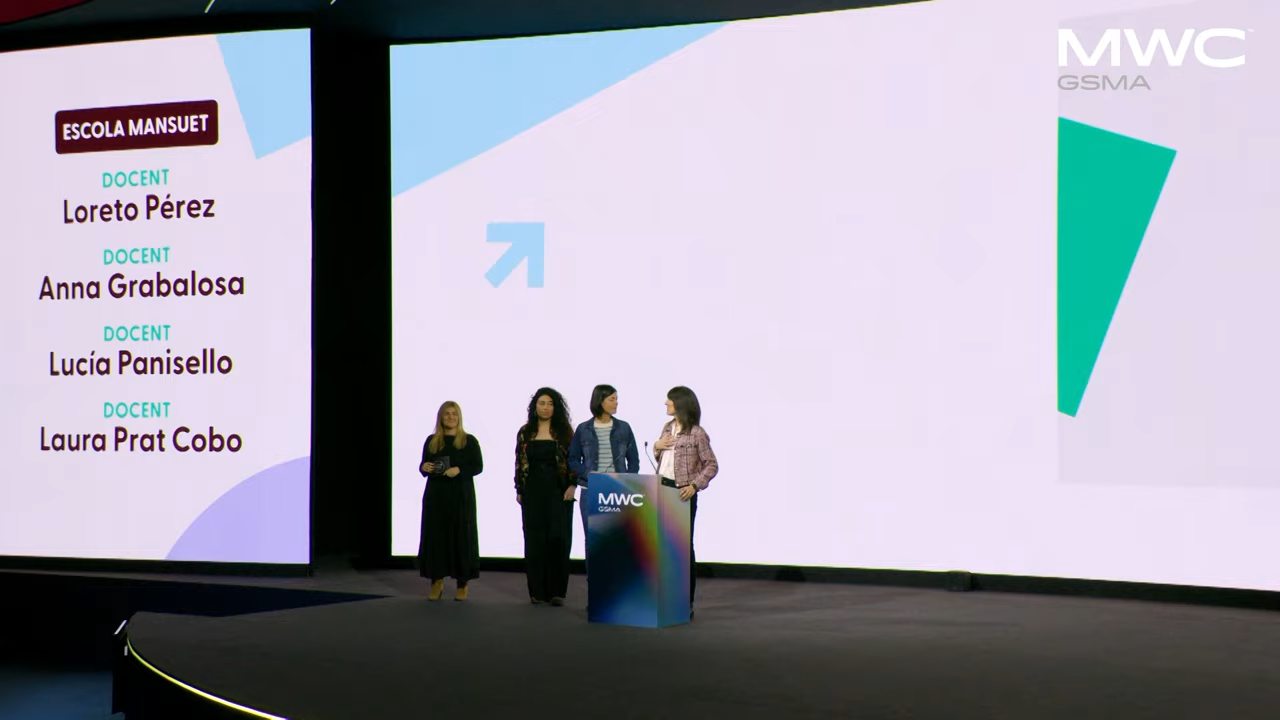 ESCOLA MANSUET
DOCENT
Loreto Pérez
DOCENT
Anna Grabalosa
DOCENT
Lucía Panisello
DOCENT
Laura Prat Cobo
MWC
GSMA
MWC
GSMA